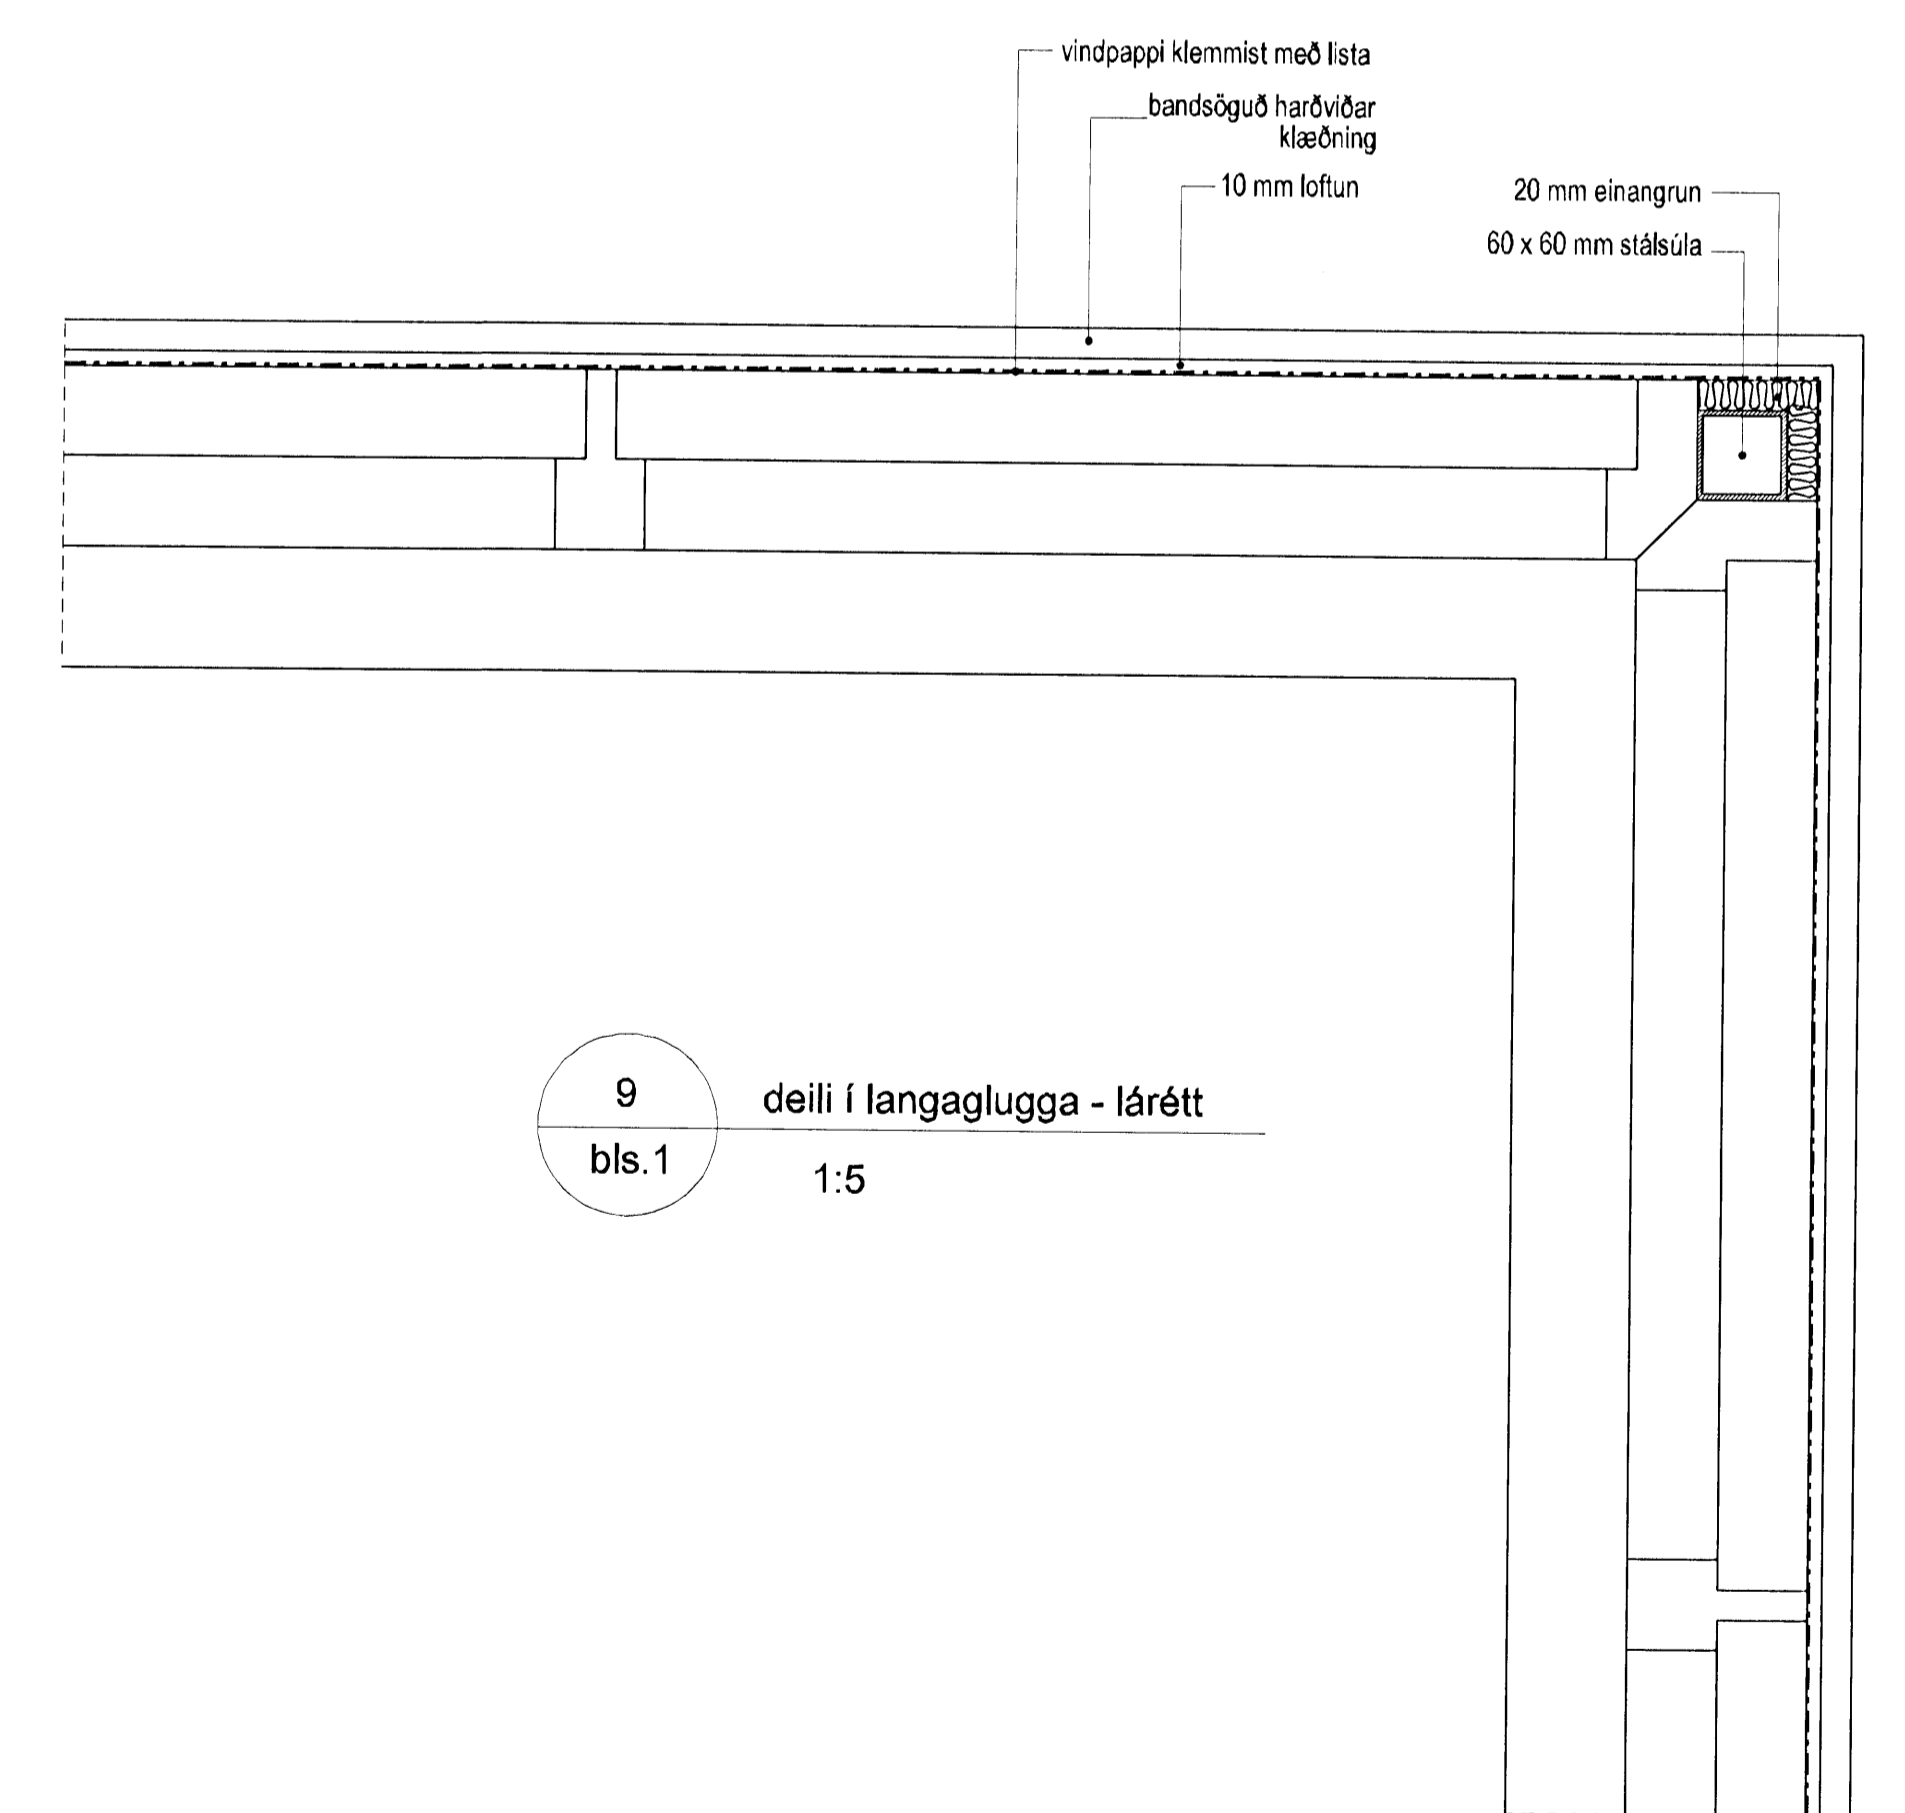 vindpappi klemmist með lista
bandsöguð harðviðar
klæðning
10 mm loftun
20 mm einangrun
60 x 60 mm stálsúla
9
bls.1
deili í langaglugga - lárétt
1:5